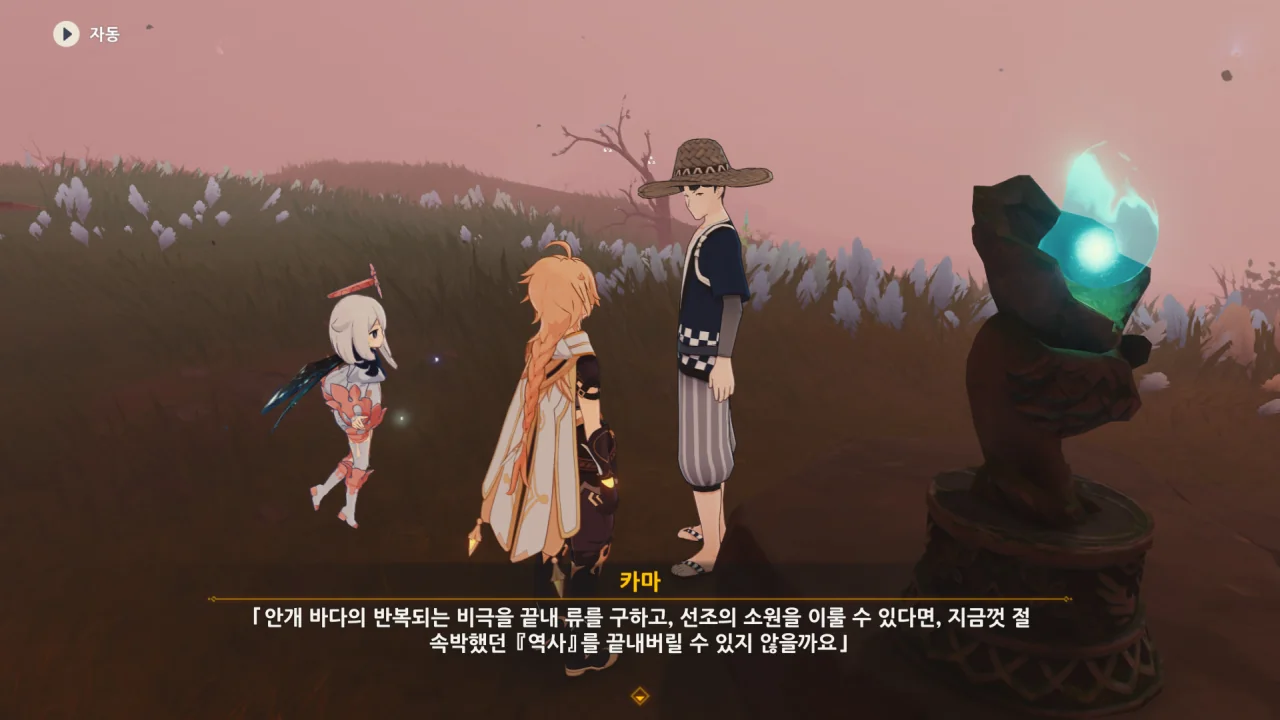 자동
카마
「안개 바다의 반복되는 비극을 끝내 류를 구하고, 선조의 소원을 이룰 수 있다면, 지금껏 절
속박했던 『역사』를 끝내버릴 수 있지 않을까요」